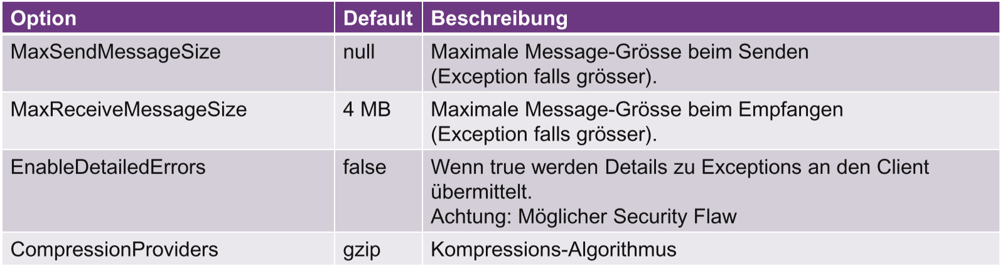 Option Default Beschreibung
MaxSendMessageSize null Maximale Message-Grösse beim Senden
(Exception falls grösser).
MaxReceiveMessageSize 4 MB Maximale Message-Grösse beim Empfangen
(Exception falls grösser).
EnableDetailedErrors false Wenn true werden Details zu Exceptions an den Client
übermittelt.
Achtung: Möglicher Security Flaw
CompressionProviders gzip Kompressions-Algorithmus